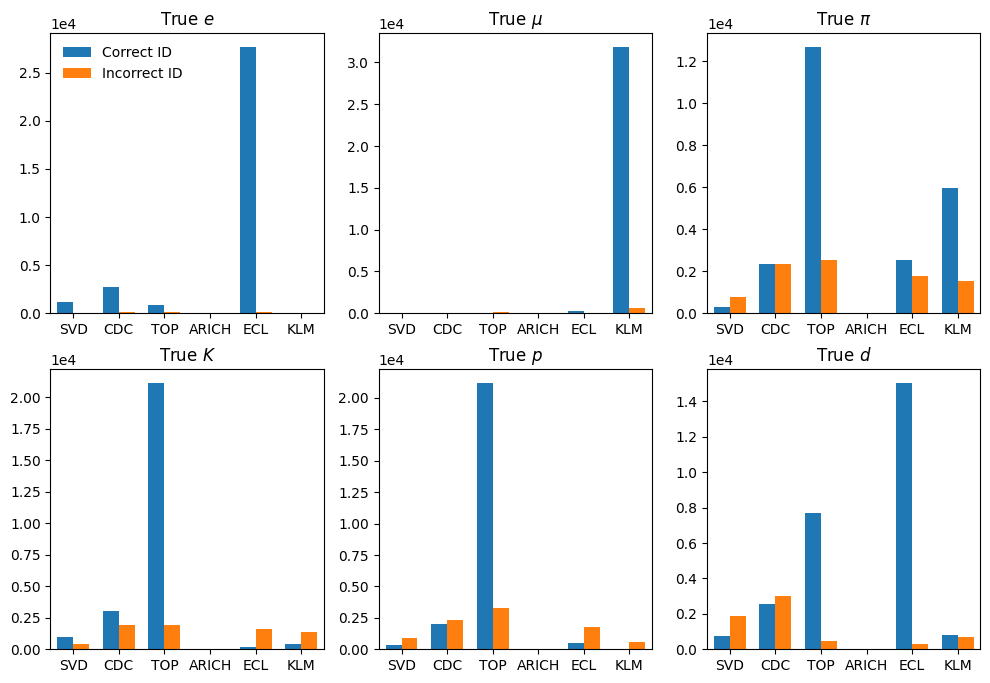 True e
1e4
Correct ID
Incorrect ID
2.5
2.0
1.5
1.0
0.5
0.0
SVD CDC TOP ARICH ECL KLM
True μ
1e4
3.0
2.5
2.0
1.5
1.0
0.5
0.0
SVD CDC TOP ARICH ECL KLM
True π
1e4
1.2
1.0
0.8
0.6
0.4
0.2
0.0
SVD CDC TOP ARICH ECL KLM
True K
1e4
2.00
1.75
1.50
1.25
1.00
0.75
0.50
0.25
0.00
SVD CDC TOP ARICH ECL KLM
True p
1e4
2.00
1.75
1.50
1.25
1.00
0.75
0.50
0.25
0.00
SVD CDC TOP ARICH ECL KLM
True d
1e4
1.4
1.2
1.0
0.8
0.6
0.4
0.2
0.0
SVD CDC TOP ARICH ECL KLM